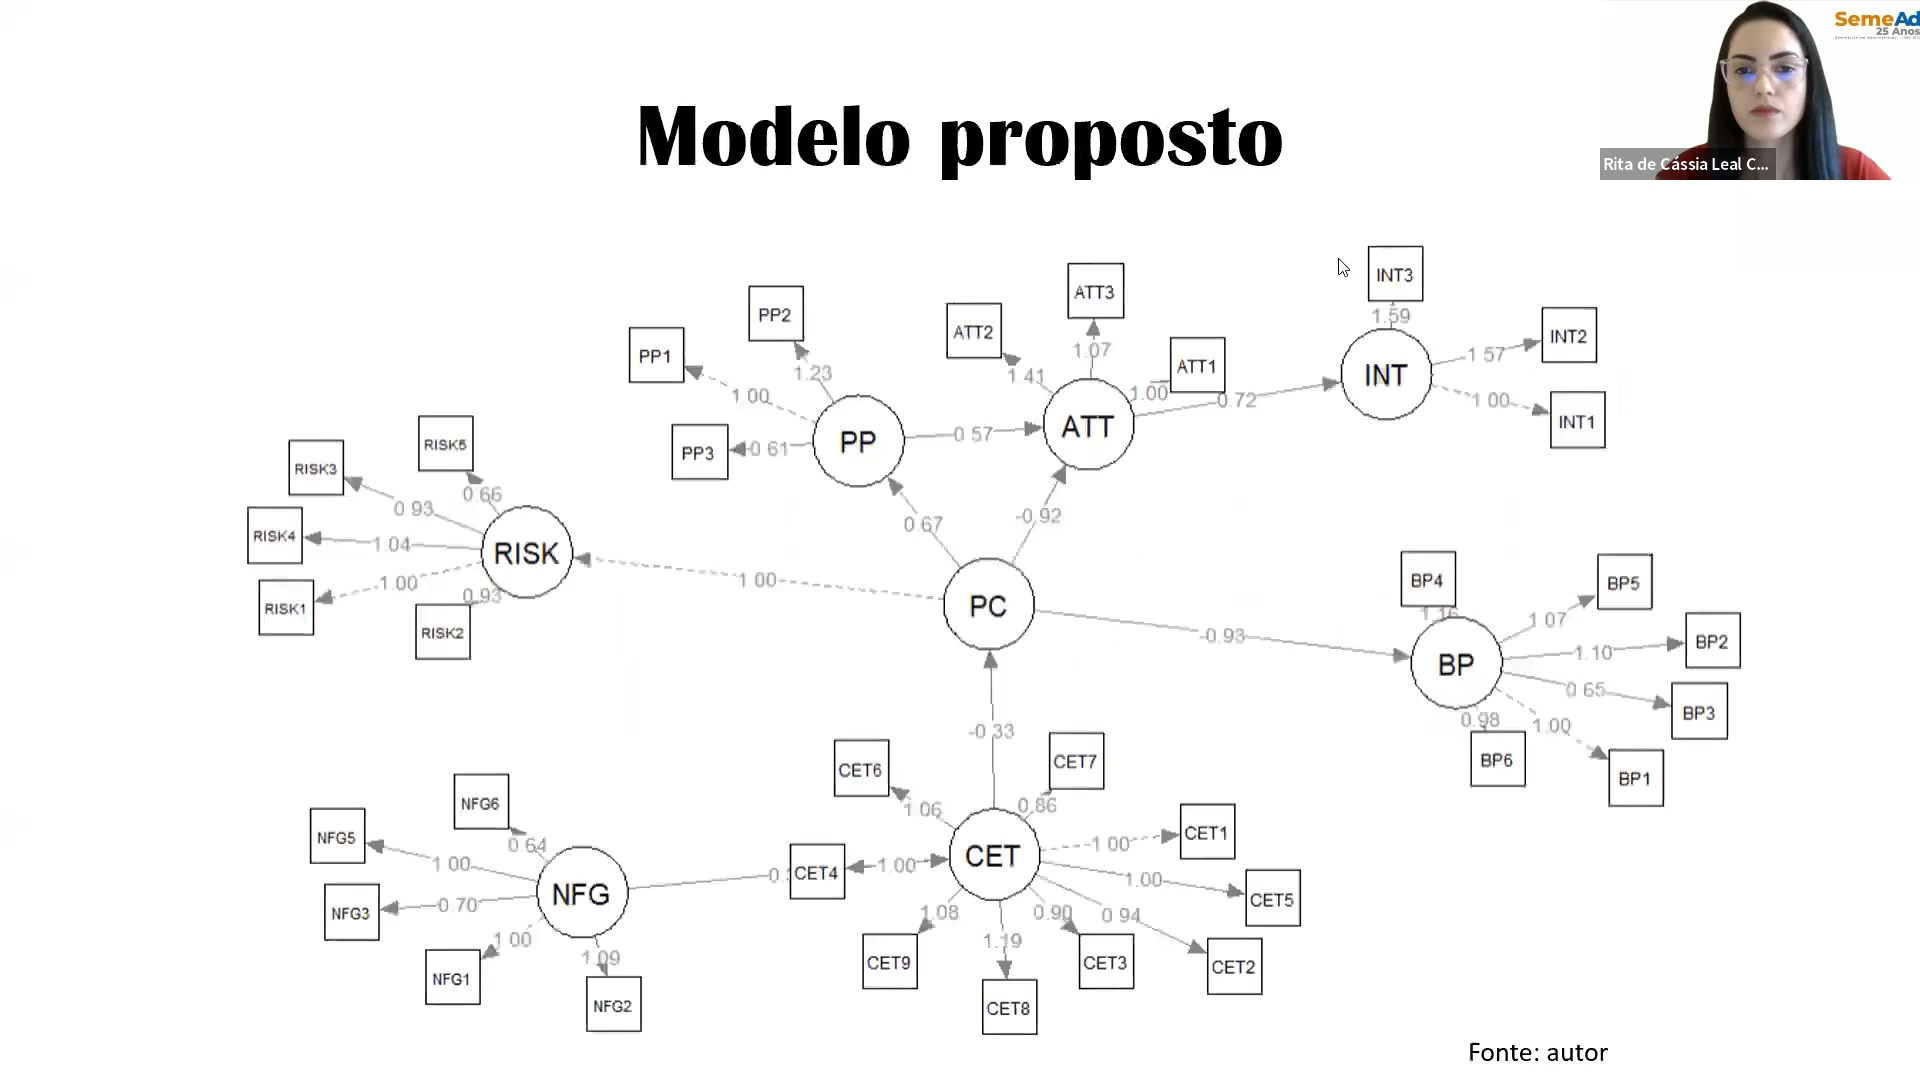 SemeAd
25 Anos
Modelo proposto
Rita de Cássia Leal C...
INT3
1.59
ATT3
1.07
PP2
1.23
INT2
1.57
ATT2
1.41
PP1
1.00
ATT1
1.00
0.72
INT
1.00
INT1
PP
0.57
ATT
PP3
0.61
RISK5
0.66
RISK3
0.93
RISK4
1.04
RISK
RISK1
1.00
0.93
RISK2
0.67
-0.92
1.00
PC
-0.93
BP4
1.16
BP5
1.07
BP
1.10
BP2
0.65
BP3
0.98
1.00
BP6
BP1
-0.33
CET6
1.06
CET7
0.86
NFG6
0.64
NFG5
1.00
1.00
CET1
CET4
1.00
CET
1.00
CET5
NFG
NFG3
0.70
1.00
NFG1
1.09
NFG2
1.08
CET9
1.19
CET8
0.90
CET3
0.94
CET2
Fonte: autor